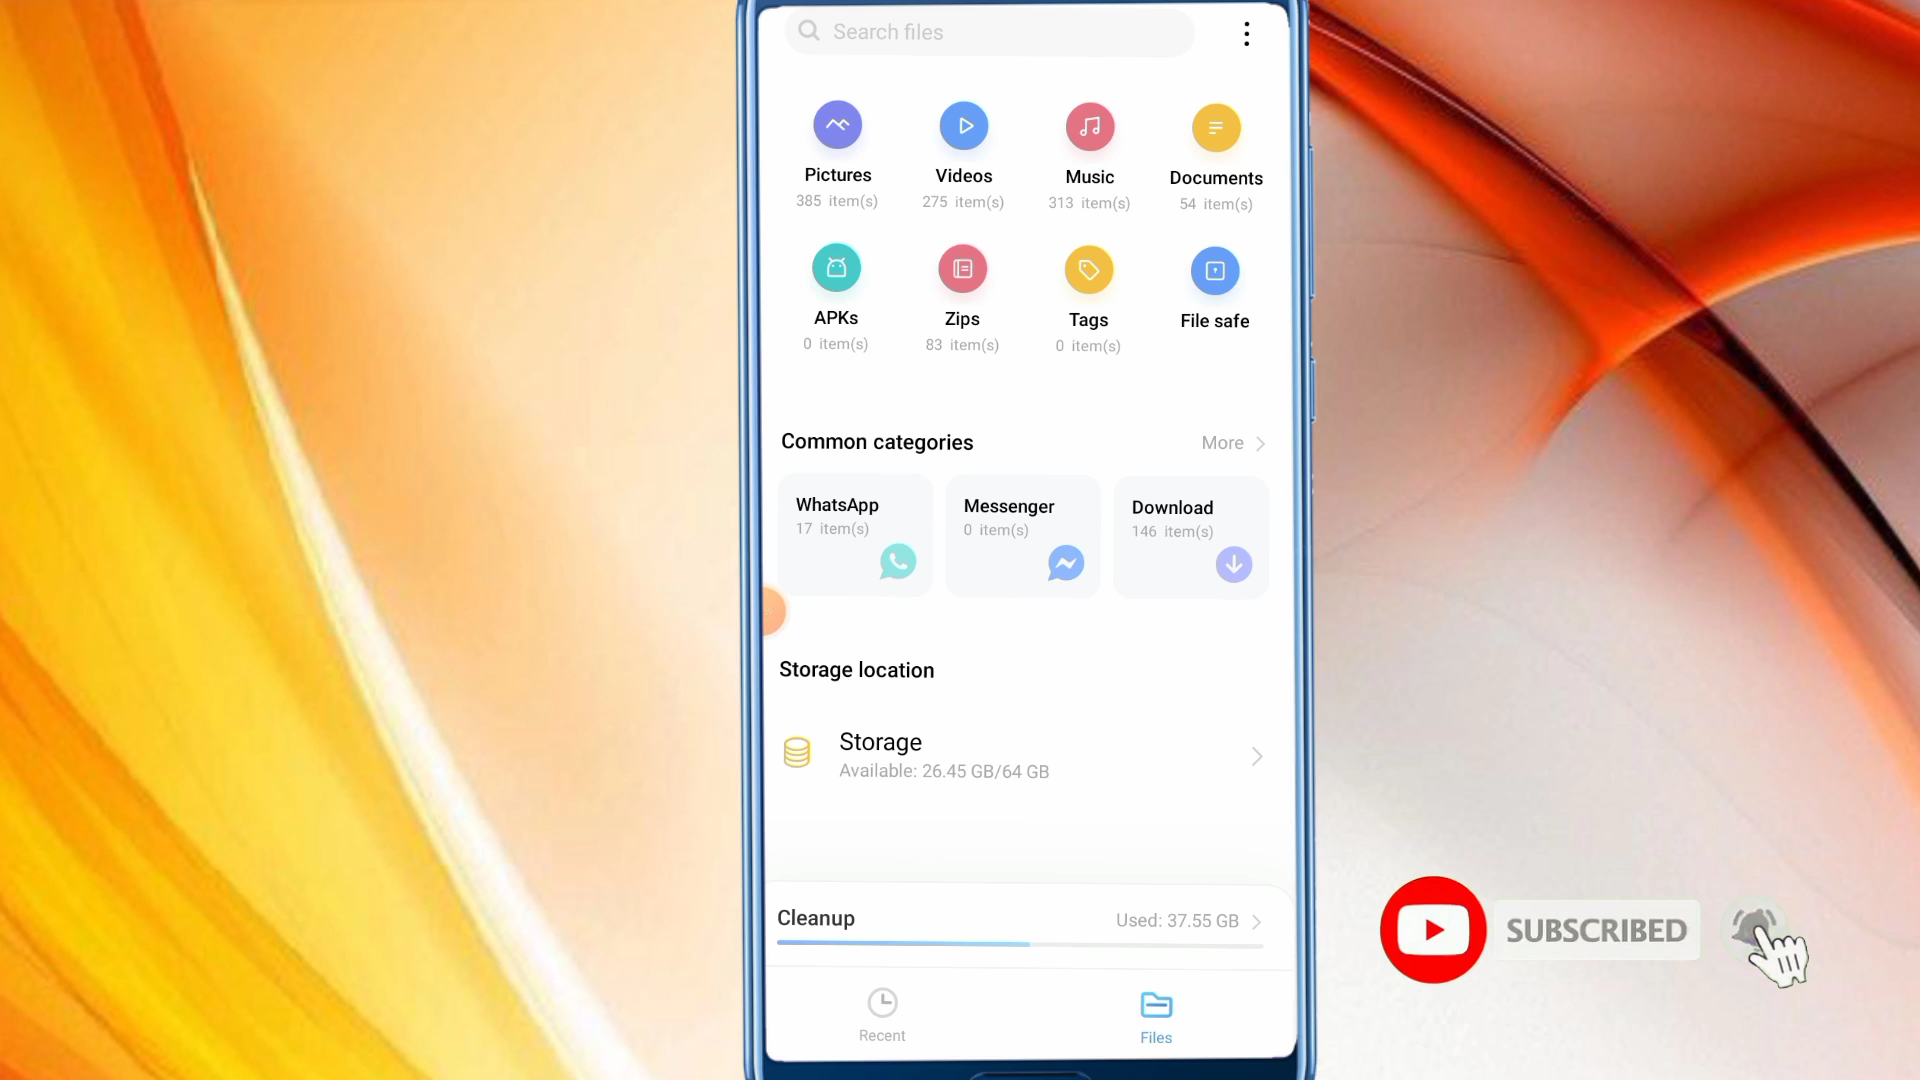 Search files
Pictures Videos Music Documents
385 item(s) 275 item(s) 313 item(s) 54 item(s)
APKs Zips Tags File safe
0 item(s) 83 item(s) 0 item(s)
Common categories More
WhatsApp Messenger Download
17 item(s) 0 item(s) 146 item(s)
Storage location
Storage
Available: 26.45 GB/64 GB
Cleanup Used: 37.55 GB
SUBSCRIBED
Recent Files